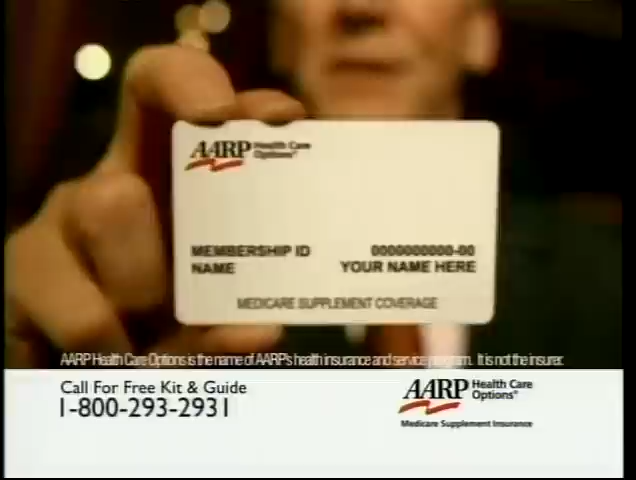 AARP Health Care
Options®
MEMBERSHIP ID 0000000000-00
NAME YOUR NAME HERE
MEDICARE SUPPLEMENT COVERAGE
AARP Health Care Options is the name of AARP's health insurance and service program. It is not the insurer.
Call For Free Kit & Guide
1-800-293-2931
AARP Health Care
Options®
Medicare Supplement Insurance